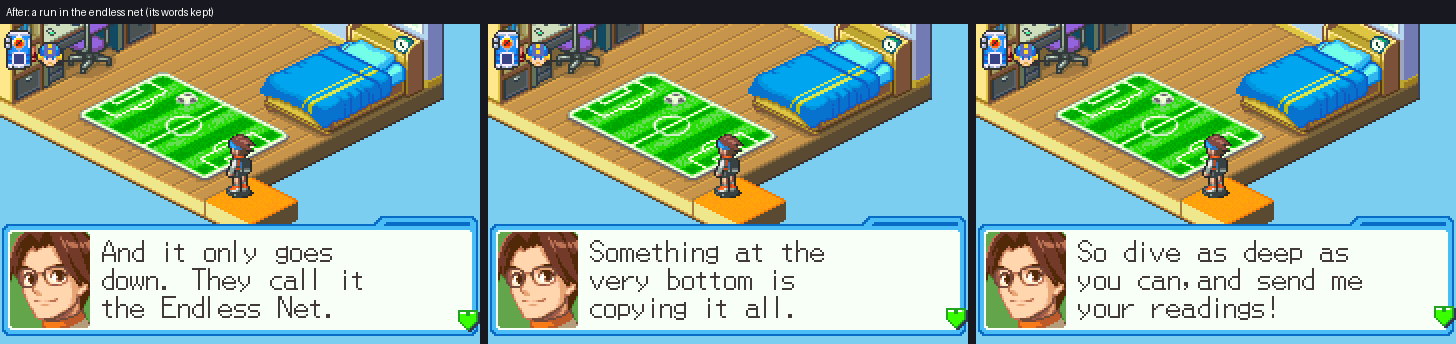 After: a run in the endless net (its words kept)
And it only goes
down. They call it
the Endless Net.
Something at the
very bottom is
copying it all.
So dive as deep as
you can,and send me
your readings!